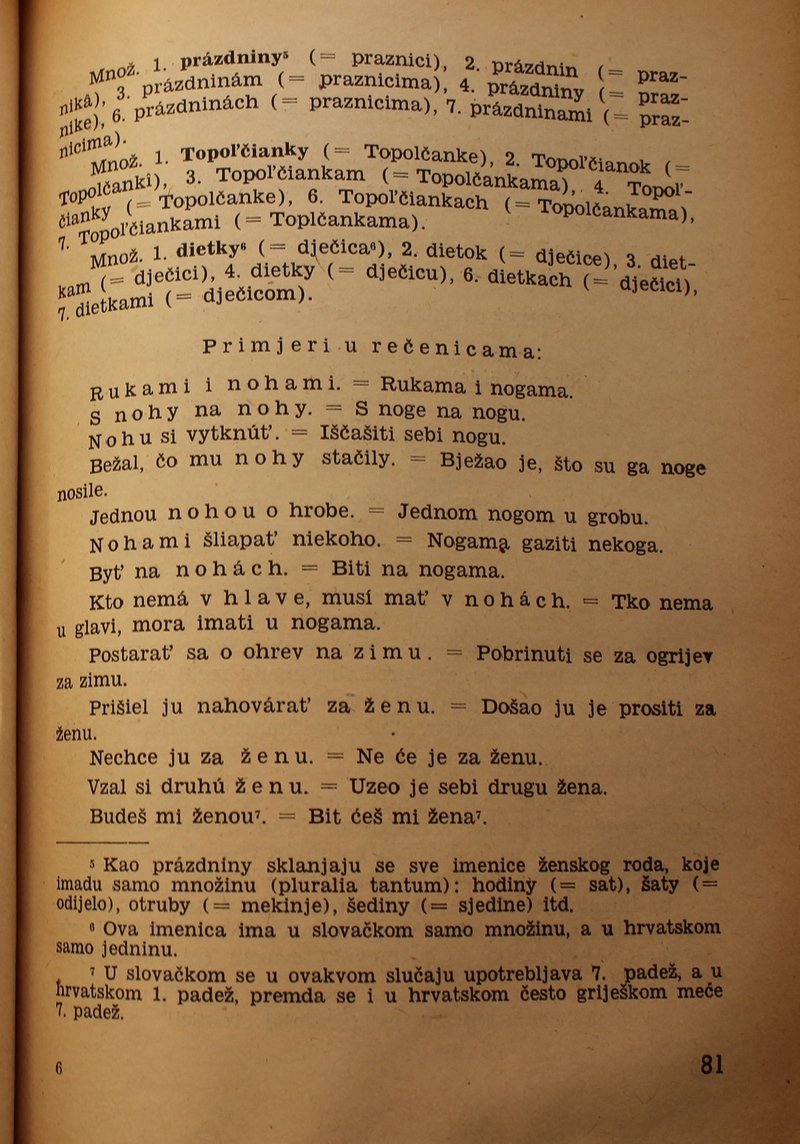 Množ. 1. prázdniny⁵ (= praznici), 2. prázdnin (= praz-
nikâ), 3. prázdninám (= praznicima), 4. prázdniny (= praz-
nike), 6. prázdninách (= praznicima), 7. prázdninami (= praz-
nicima).
Množ. 1. Topoľčianky (= Topolčanke), 2. Topoľčianok (=
Topolčanki), 3. Topoľčiankam (= Topolčankama), 4. Topoľ-
čianky (= Topolčanke), 6. Topoľčiankach (= Topolčankama),
7. Topoľčiankami (= Toplčankama).
Množ. 1. dietky⁶ (= dječica⁶), 2. dietok (= dječice), 3. diet-
kam (= dječici), 4. dietky (= dječicu), 6. dietkach (= dječici),
7. dietkami (= dječicom).
Primjeri u rečenicama:
Rukami i nohami. = Rukama i nogama.
S nohy na nohy. = S noge na nogu.
Nohu si vytknúť. = Iščašiti sebi nogu.
Bežal, čo mu nohy stačily. = Bježao je, što su ga noge
nosile.
Jednou nohou o hrobe. = Jednom nogom u grobu.
Nohami šliapať niekoho. = Nogama gaziti nekoga.
Byť na nohách. = Biti na nogama.
Kto nemá v hlave, musí mať v nohách. = Tko nema
u glavi, mora imati u nogama.
Postarať sa o ohrev na zimu. = Pobrinuti se za ogrijev
za zimu.
Prišiel ju nahovárať za ženu. = Došao ju je prositi za
ženu.
Nechce ju za ženu. = Ne će je za ženu.
Vzal si druhú ženu. = Uzeo je sebi drugu žena.
Budeš mi ženou⁷. = Bit ćeš mi žena⁷.
⁵ Kao prázdniny sklanjaju se sve imenice ženskog roda, koje
imadu samo množinu (pluralia tantum): hodiny (= sat), šaty (=
odijelo), otruby (= mekinje), šediny (= sjedine) itd.
⁶ Ova imenica ima u slovačkom samo množinu, a u hrvatskom
samo jedninu.
⁷ U slovačkom se u ovakvom slučaju upotrebljava 7. padež, a u
hrvatskom 1. padež, premda se i u hrvatskom često griješkom meće
7. padež.
6 81